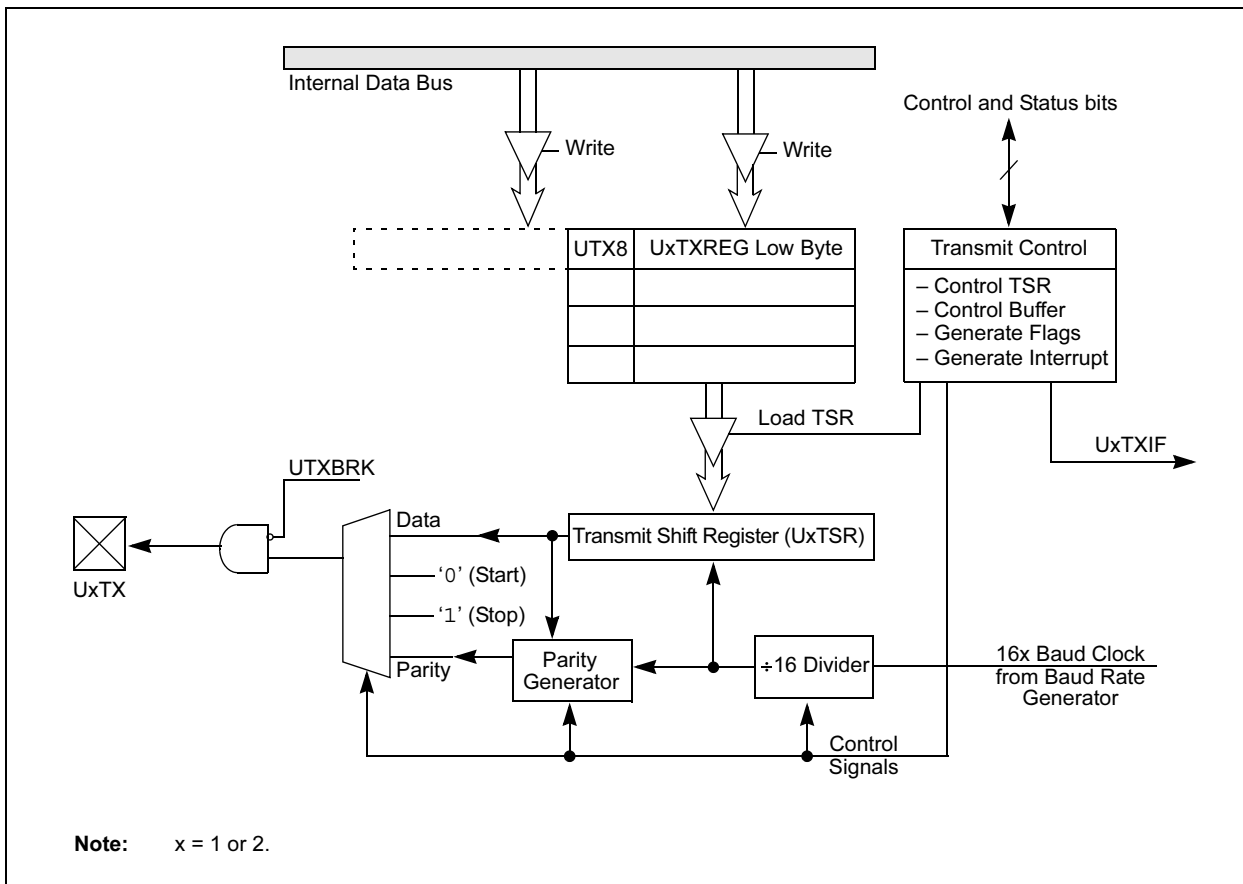 Internal Data Bus
Write
Write
Control and Status bits
UTX8
UxTXREG Low Byte
Transmit Control
– Control TSR
– Control Buffer
– Generate Flags
– Generate Interrupt
Load TSR
UxTXIF
UTXBRK
UxTX
Data
Transmit Shift Register (UxTSR)
‘0’ (Start)
‘1’ (Stop)
Parity
Parity
Generator
÷16 Divider
16x Baud Clock
from Baud Rate
Generator
Control
Signals
Note: x = 1 or 2.